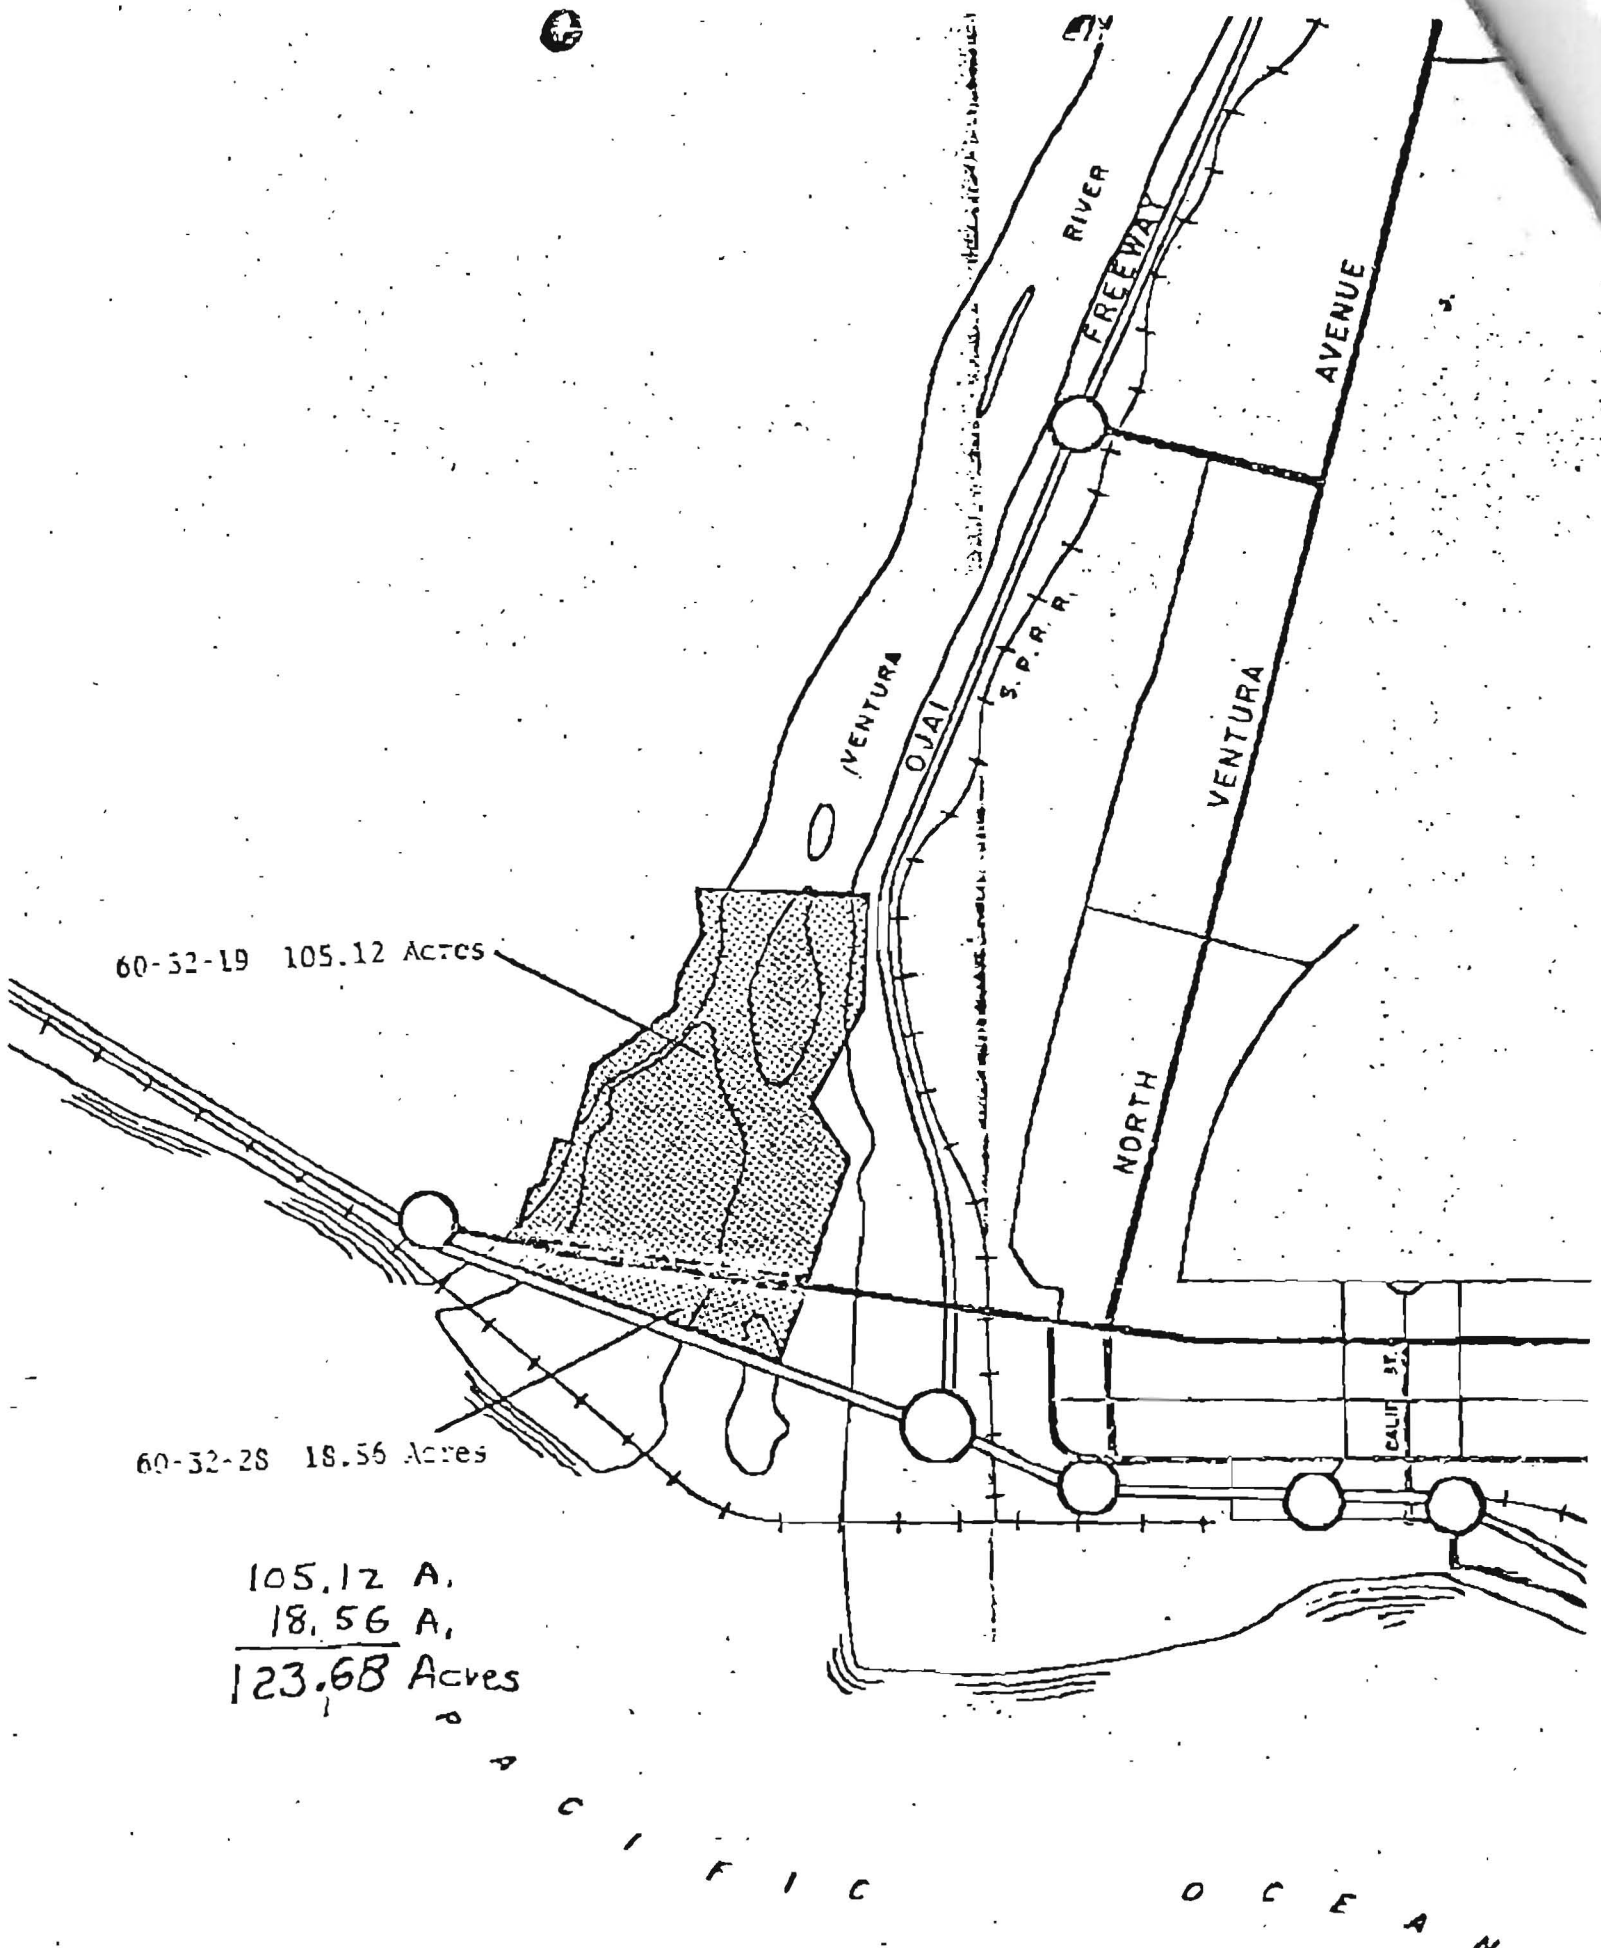 RIVER
FREEWAY
AVENUE
S. P. R. R.
VENTURA
OJAI
VENTURA
60-32-19 105.12 Acres
NORTH
CALIF ST.
60-32-28 18.56 Acres
105.12 A.
18.56 A.
123.68 Acres
PACIFIC OCEAN